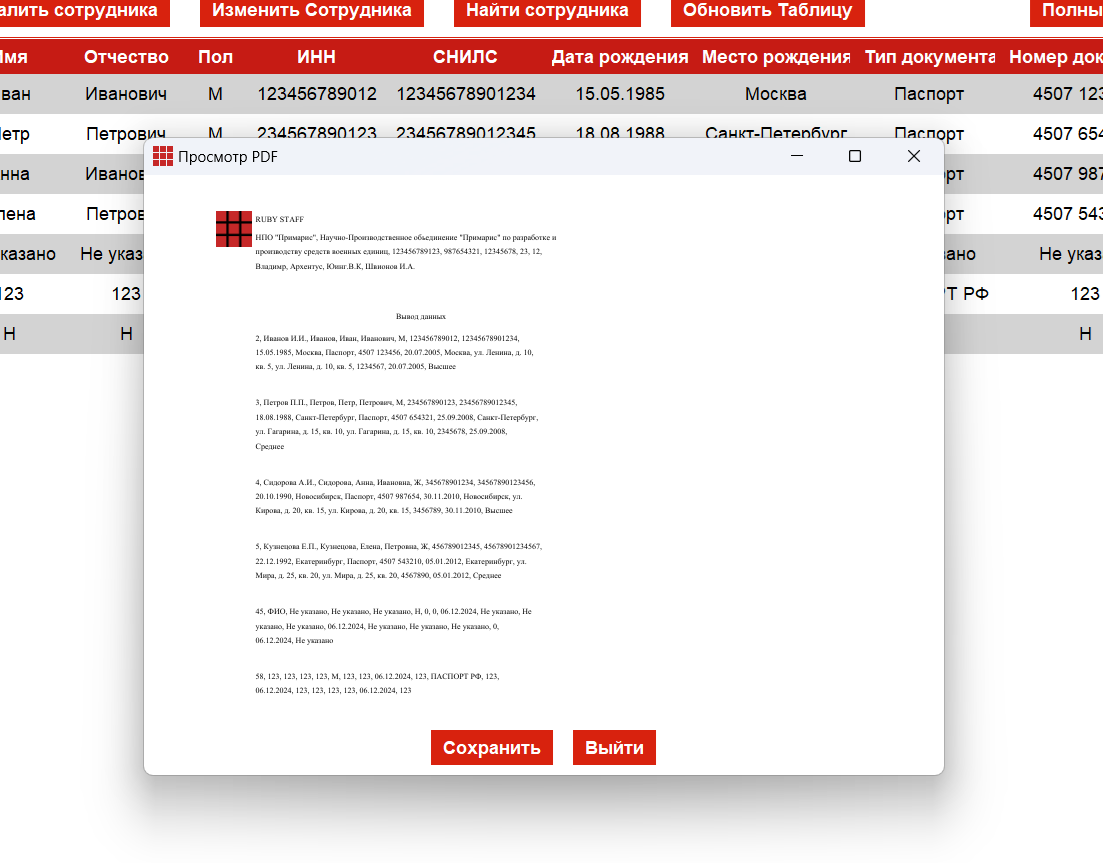 алить сотрудника Изменить Сотрудника Найти сотрудника Обновить Таблицу Полны
Имя Отчество Пол ИНН СНИЛС Дата рождения Место рождения Тип документа Номер док
ван Иванович М 123456789012 12345678901234 15.05.1985 Москва Паспорт 4507 123
Петр Петрович М 234567890123 23456789012345 18.08.1988 Санкт-Петербург Паспорт 4507 654
нна Иванов орт 4507 987
лена Петров орт 4507 543
казано Не указ ано Не указ
123 123 Т РФ 123
Н Н Н
Просмотр PDF
RUBY STAFF
НПО "Примарис", Научно-Производственное объединение "Примарис" по разработке и
производству средств военных единиц, 123456789123, 987654321, 12345678, 23, 12,
Владимр, Архентус, Юинг.В.К, Швионов И.А.
Вывод данных
2, Иванов И.И., Иванов, Иван, Иванович, М, 123456789012, 12345678901234,
15.05.1985, Москва, Паспорт, 4507 123456, 20.07.2005, Москва, ул. Ленина, д. 10,
кв. 5, ул. Ленина, д. 10, кв. 5, 1234567, 20.07.2005, Высшее
3, Петров П.П., Петров, Петр, Петрович, М, 234567890123, 23456789012345,
18.08.1988, Санкт-Петербург, Паспорт, 4507 654321, 25.09.2008, Санкт-Петербург,
ул. Гагарина, д. 15, кв. 10, ул. Гагарина, д. 15, кв. 10, 2345678, 25.09.2008,
Среднее
4, Сидорова А.И., Сидорова, Анна, Ивановна, Ж, 345678901234, 34567890123456,
20.10.1990, Новосибирск, Паспорт, 4507 987654, 30.11.2010, Новосибирск, ул.
Кирова, д. 20, кв. 15, ул. Кирова, д. 20, кв. 15, 3456789, 30.11.2010, Высшее
5, Кузнецова Е.П., Кузнецова, Елена, Петровна, Ж, 456789012345, 45678901234567,
22.12.1992, Екатеринбург, Паспорт, 4507 543210, 05.01.2012, Екатеринбург, ул.
Мира, д. 25, кв. 20, ул. Мира, д. 25, кв. 20, 4567890, 05.01.2012, Среднее
45, ФИО, Не указано, Не указано, Не указано, Н, 0, 0, 06.12.2024, Не указано, Не
указано, Не указано, 06.12.2024, Не указано, Не указано, Не указано, 0,
06.12.2024, Не указано
58, 123, 123, 123, 123, М, 123, 123, 06.12.2024, 123, ПАСПОРТ РФ, 123,
06.12.2024, 123, 123, 123, 123, 06.12.2024, 123
Сохранить Выйти